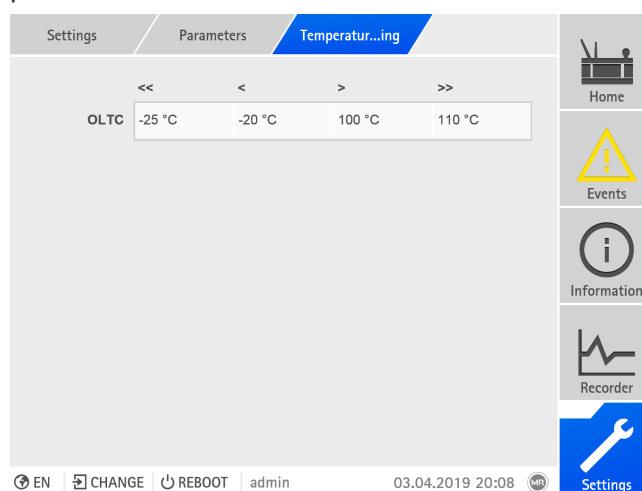 Settings
Parameters
Temperatur...ing
<< < > >>
OLTC -25 °C -20 °C 100 °C 110 °C
Home
Events
Information
Recorder
Settings
EN CHANGE REBOOT admin 03.04.2019 20:08 MR